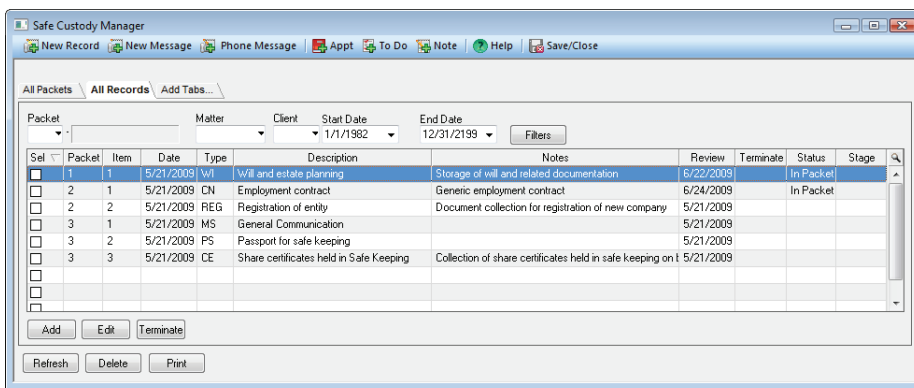 Safe Custody Manager
New Record New Message Phone Message Appt To Do Note Help Save/Close
All Packets All Records Add Tabs...
Packet Matter Client Start Date End Date
- 1/1/1982 12/31/2199 Filters
Sel Packet Item Date Type Description Notes Review Terminate Status Stage
1 1 5/21/2009 WI Will and estate planning Storage of will and related documentation 6/22/2009 In Packet
2 1 5/21/2009 CN Employment contract Generic employment contract 6/24/2009 In Packet
2 2 5/21/2009 REG Registration of entity Document collection for registration of new company 5/21/2009
3 1 5/21/2009 MS General Communication 5/21/2009
3 2 5/21/2009 PS Passport for safe keeping 5/21/2009
3 3 5/21/2009 CE Share certificates held in Safe Keeping Collection of share certificates held in safe keeping on 5/21/2009
Add Edit Terminate
Refresh Delete Print